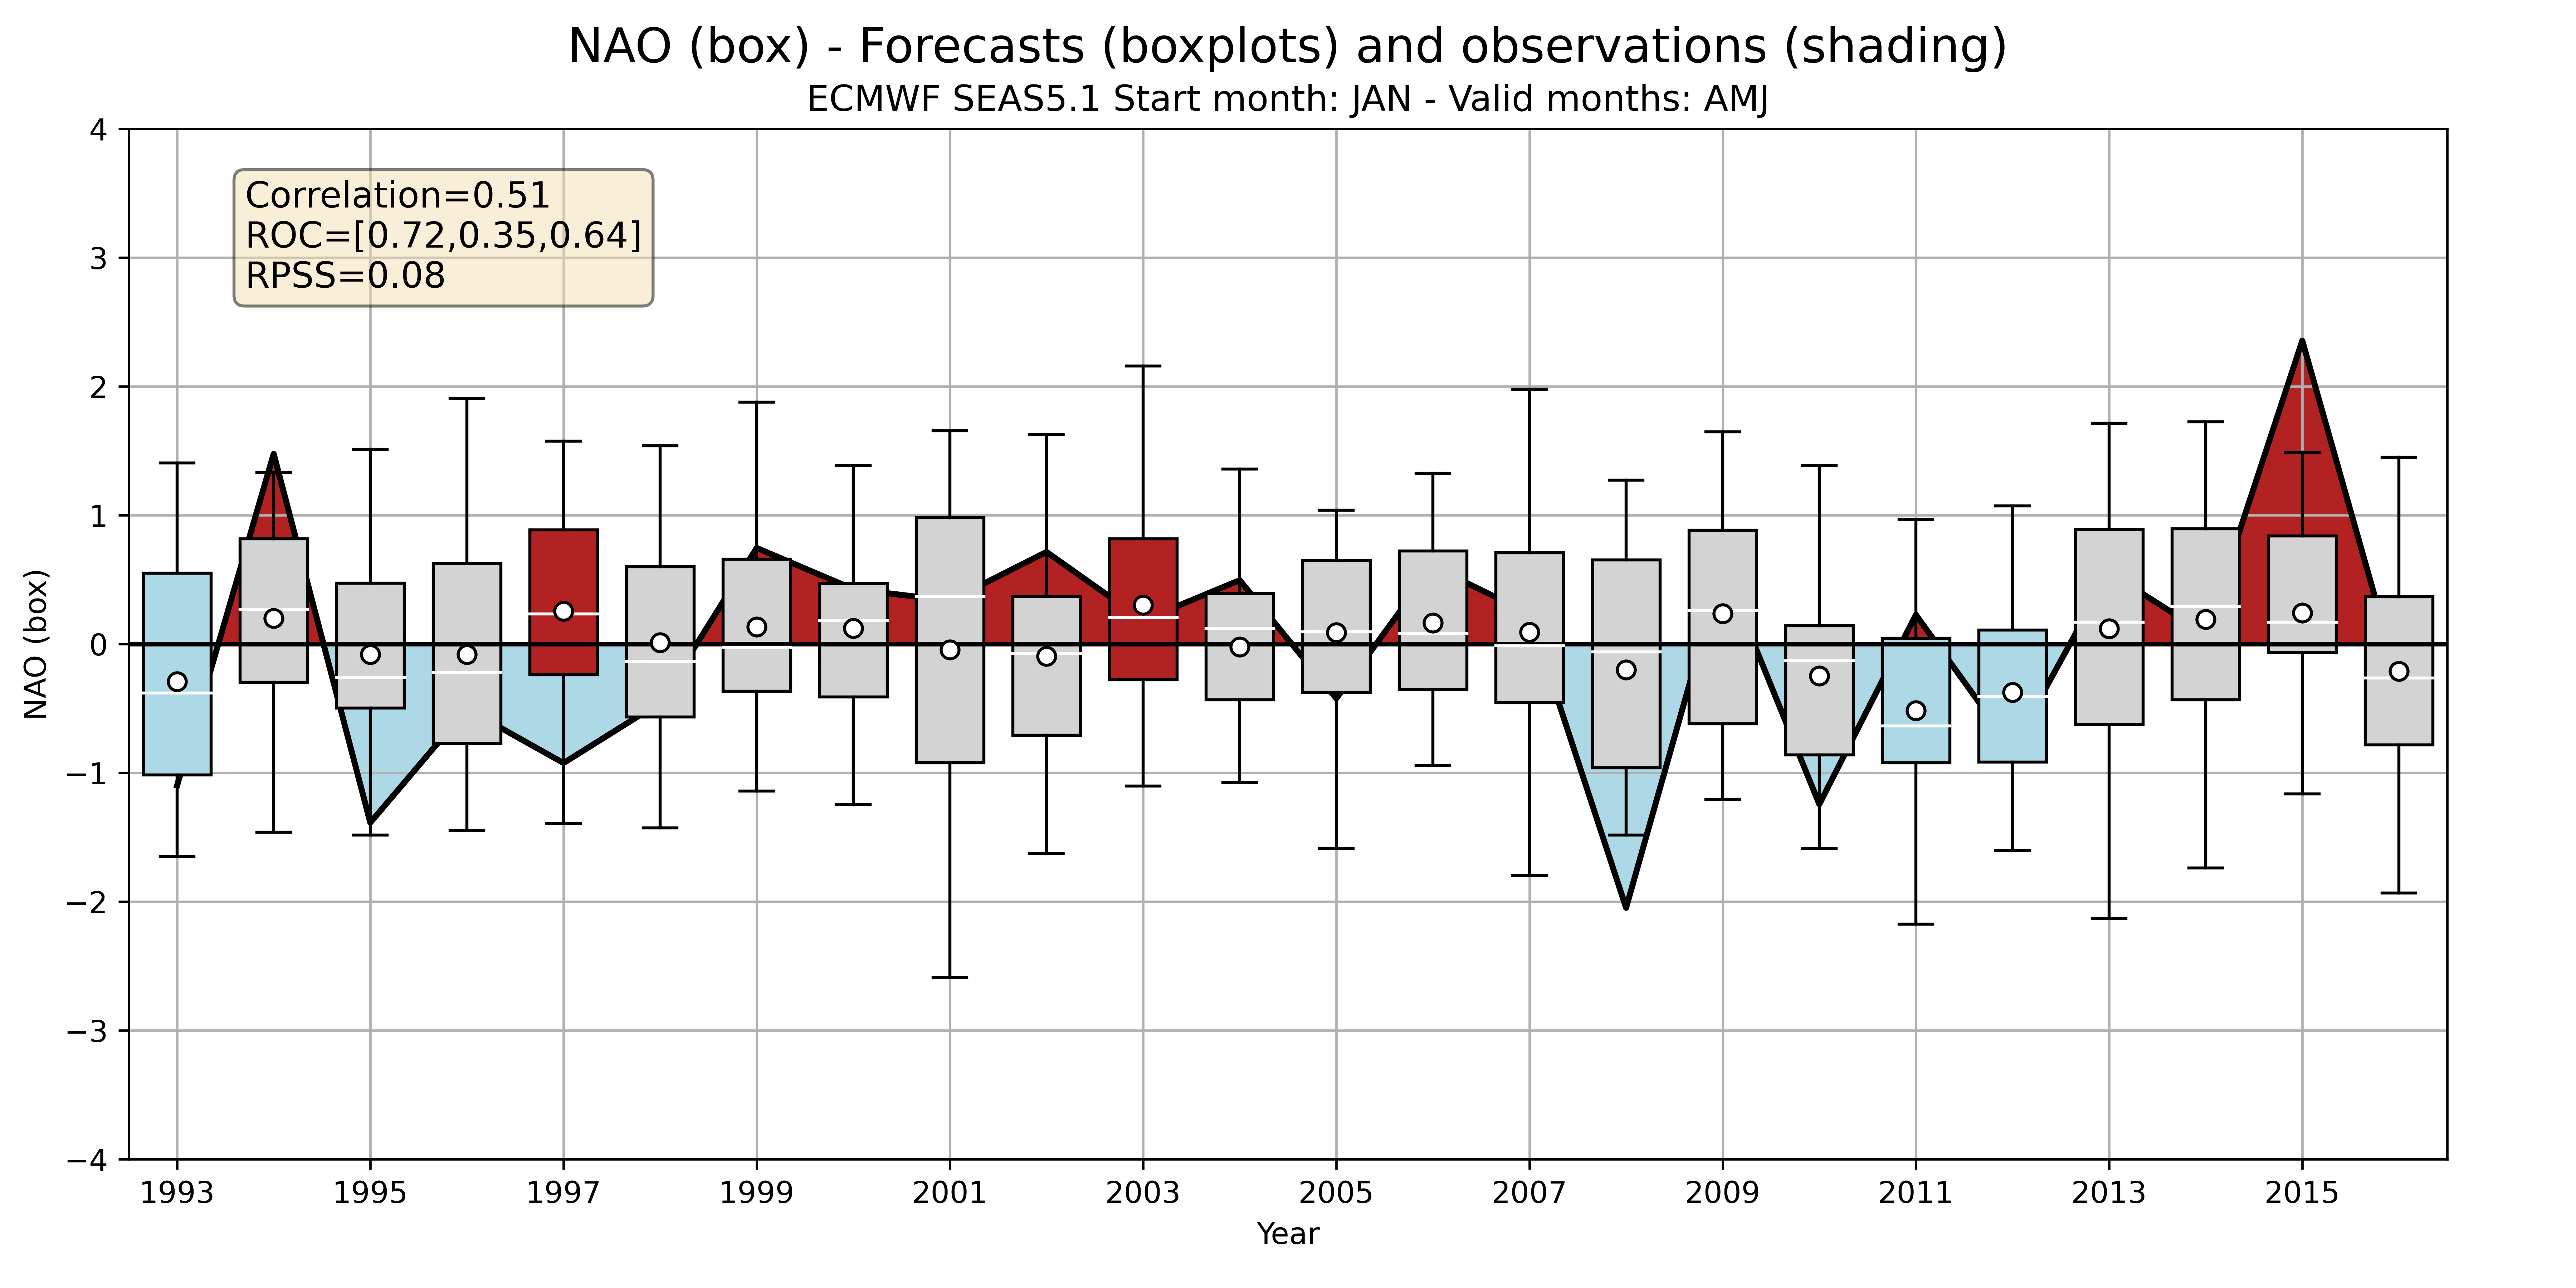 NAO (box) - Forecasts (boxplots) and observations (shading)
ECMWF SEAS5.1 Start month: JAN - Valid months: AMJ
Correlation=0.51
ROC=[0.72,0.35,0.64]
RPSS=0.08
NAO (box)
4
3
2
1
0
−1
−2
−3
−4
1993 1995 1997 1999 2001 2003 2005 2007 2009 2011 2013 2015
Year